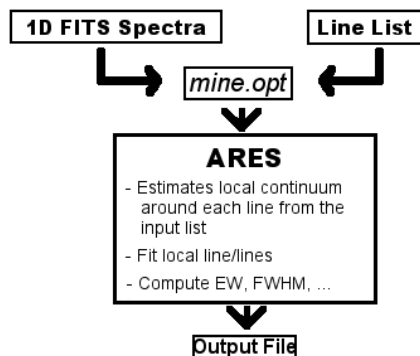 1D FITS Spectra
Line List
mine.opt
ARES
- Estimates local continuum
around each line from the
input list
- Fit local line/lines
- Compute EW, FWHM, ...
Output File